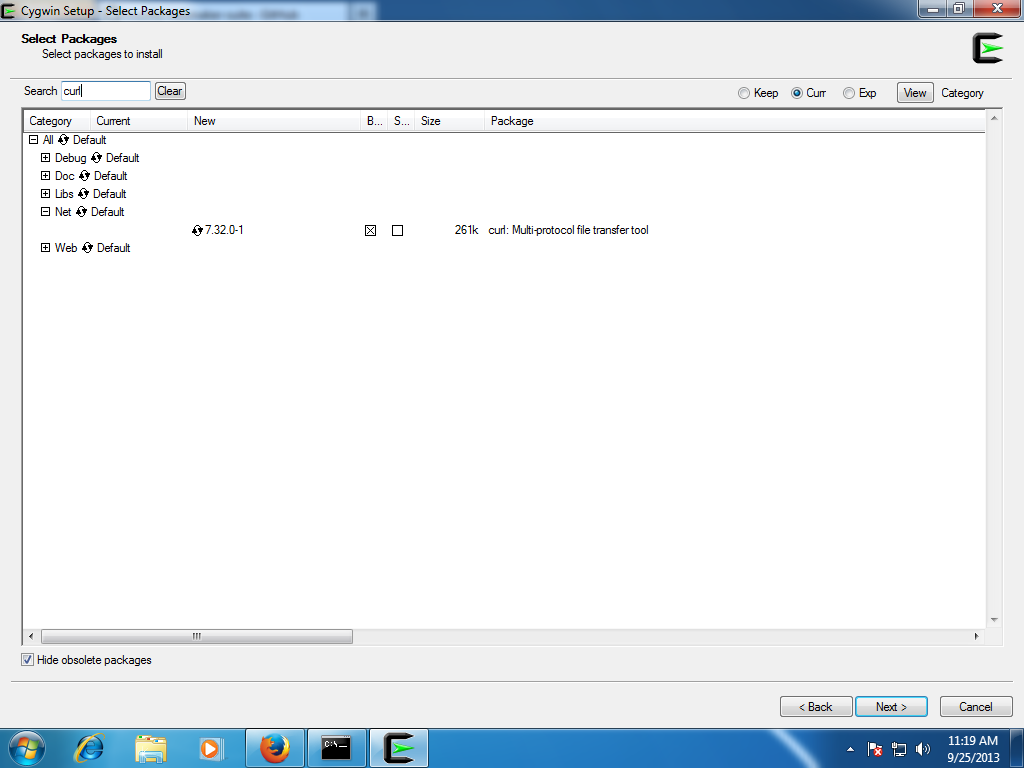 Cygwin Setup - Select Packages
Select Packages
Select packages to install
Search curl Clear Keep Curr Exp View Category
Category Current New B... S... Size Package
All Default
Debug Default
Doc Default
Libs Default
Net Default
7.32.0-1 261k curl: Multi-protocol file transfer tool
Web Default
Hide obsolete packages
< Back Next > Cancel
C:\_
11:19 AM
9/25/2013